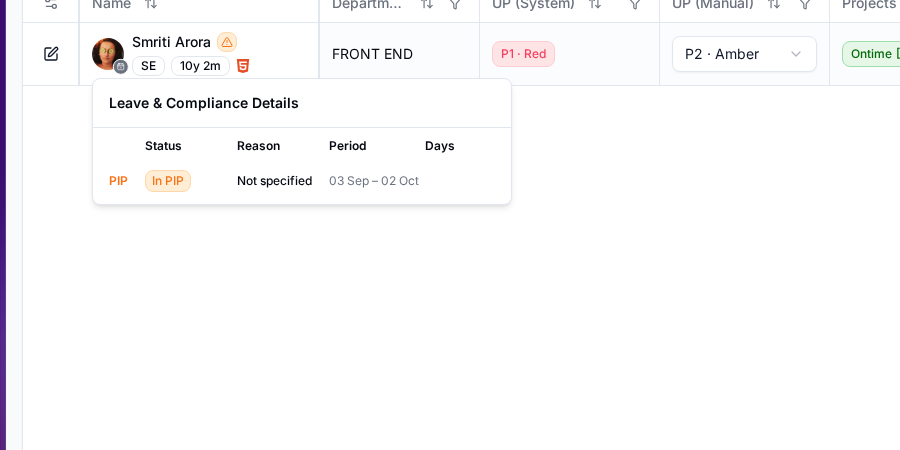 Name Departm... UP (System) UP (Manual) Projects
Smriti Arora
SE 10y 2m
FRONT END P1 · Red P2 · Amber Ontime
Leave & Compliance Details
Status Reason Period Days
PIP In PIP Not specified 03 Sep – 02 Oct